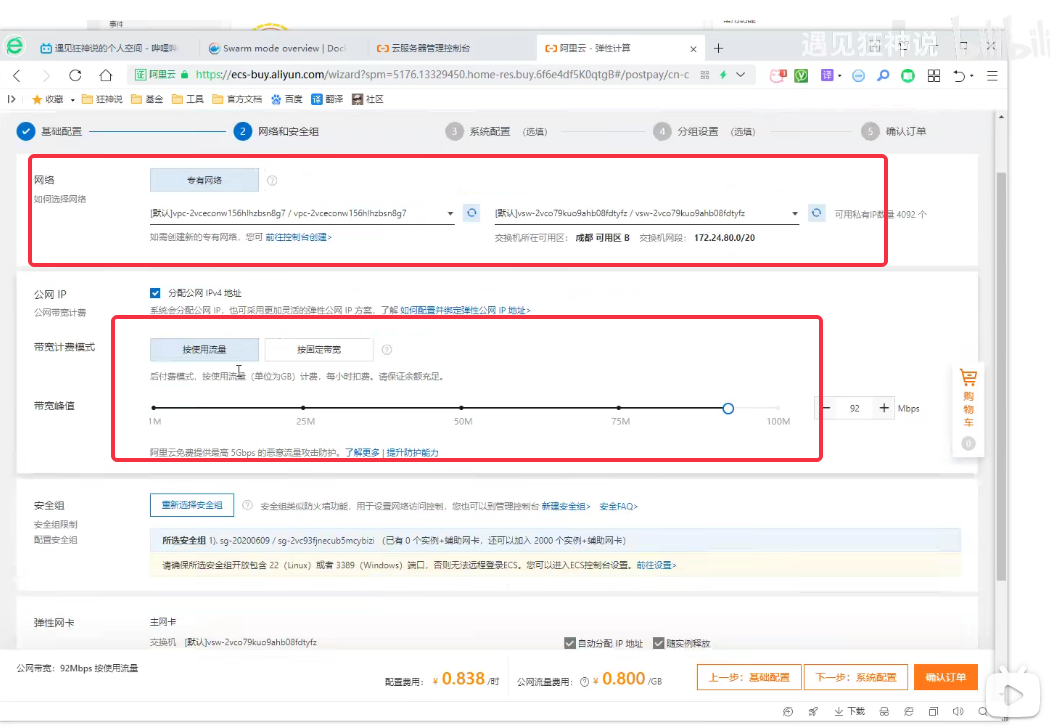 事件
遇见狂神说 bilibili
遇见狂神说的个人空间 - 哔哩
Swarm mode overview | Doc
云服务器管理控制台
阿里云 - 弹性计算
阿里云 https://ecs-buy.aliyun.com/wizard?spm=5176.13329450.home-res.buy.6f6e4df5K0qtgB#/postpay/cn-c
收藏 狂神说 基金 工具 官方文档 百度 翻译 社区
基础配置 2 网络和安全组 3 系统配置 (选填) 4 分组设置 (选填) 5 确认订单
网络 专有网络
如何选择网络
[默认]vpc-2vceconw156hlhzbsn8g7 / vpc-2vceconw156hlhzbsn8g7 [默认]vsw-2vco79kuo9ahb08fdtyfz / vsw-2vco79kuo9ahb08fdtyfz 可用私有IP数量 4092 个
如需创建新的专有网络,您可 前往控制台创建> 交换机所在可用区: 成都 可用区 B 交换机网段: 172.24.80.0/20
公网 IP 分配公网 IPv4 地址
公网带宽计费 系统会分配公网 IP,也可采用更加灵活的弹性公网 IP 方案,了解 如何配置并绑定弹性公网 IP 地址>
带宽计费模式 按使用流量 按固定带宽
后付费模式,按使用流量(单位为GB)计费,每小时扣费。请保证余额充足。
带宽峰值 92 Mbps
1M 25M 50M 75M 100M
阿里云免费提供最高 5Gbps 的恶意流量攻击防护。了解更多 | 提升防护能力
购物车
0
安全组 重新选择安全组 安全组类似防火墙功能,用于设置网络访问控制,您也可以到管理控制台 新建安全组> 安全FAQ>
安全组限制
配置安全组
所选安全组 1). sg-20200609 / sg-2vc93fjnecub5mcybizi (已有 0 个实例+辅助网卡,还可以加入 2000 个实例+辅助网卡)
请确保所选安全组开放包含 22(Linux)或者 3389(Windows)端口,否则无法远程登录ECS。您可以进入ECS控制台设置。前往设置>
弹性网卡 主网卡
交换机 [默认]vsw-2vco79kuo9ahb08fdtyfz 自动分配 IP 地址 随实例释放
公网带宽: 92Mbps 按使用流量
配置费用: ¥ 0.838 /时 公网流量费用: ¥ 0.800 /GB 上一步:基础配置 下一步:系统配置 确认订单
下载